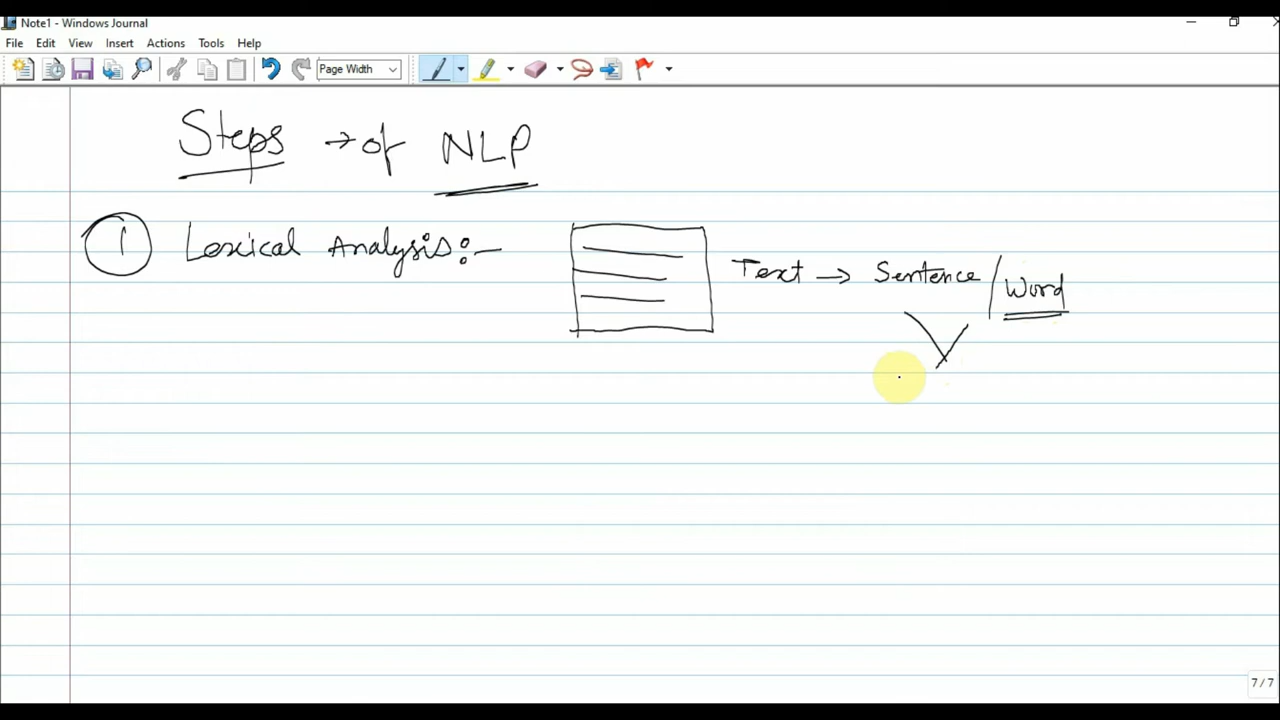 Note1 - Windows Journal
File Edit View Insert Actions Tools Help
Page Width
Steps → of NLP
1 Lexical Analysis:-
Text → Sentence / Word
7 / 7